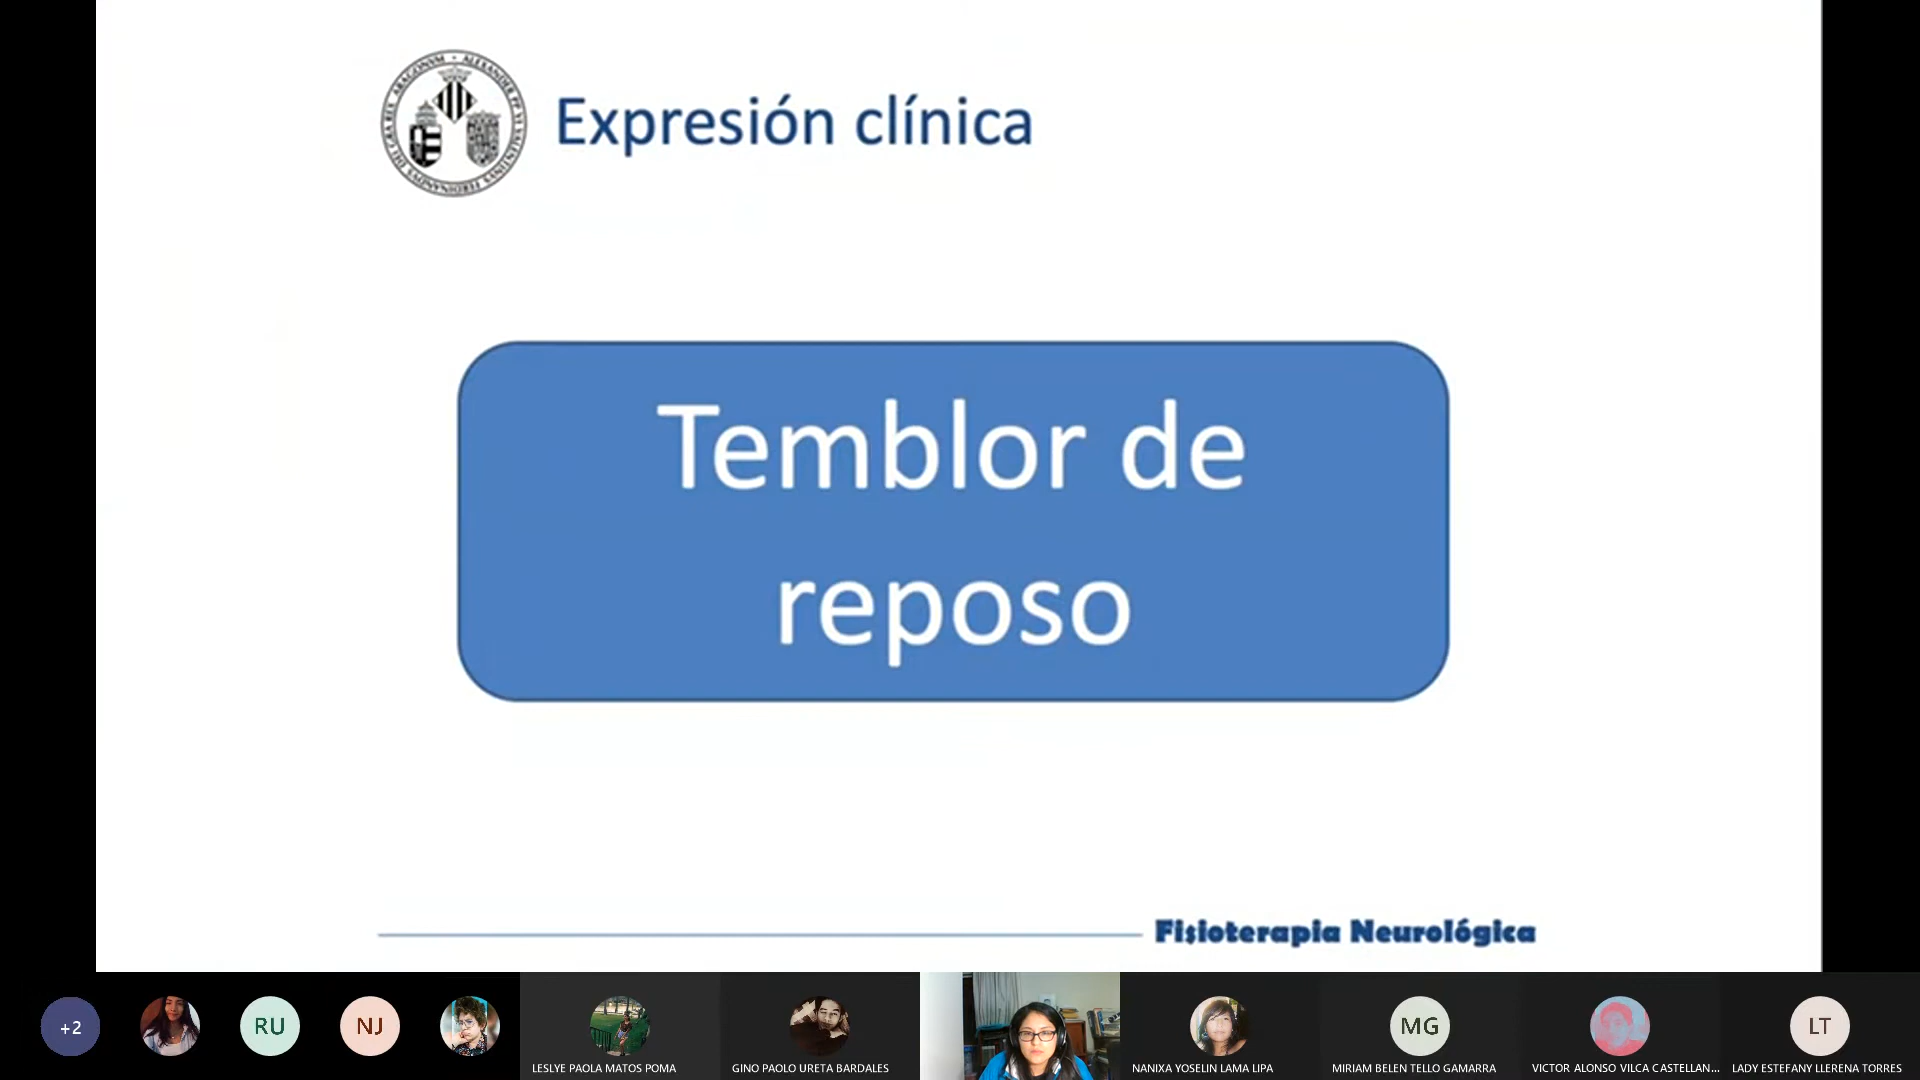 Expresión clínica
Temblor de
reposo
Fisioterapia Neurológica
+2
RU
NJ
LESLYE PAOLA MATOS POMA
GINO PAOLO URETA BARDALES
NANIXA YOSELIN LAMA LIPA
MG
MIRIAM BELEN TELLO GAMARRA
VICTOR ALONSO VILCA CASTELLAN...
LT
LADY ESTEFANY LLERENA TORRES